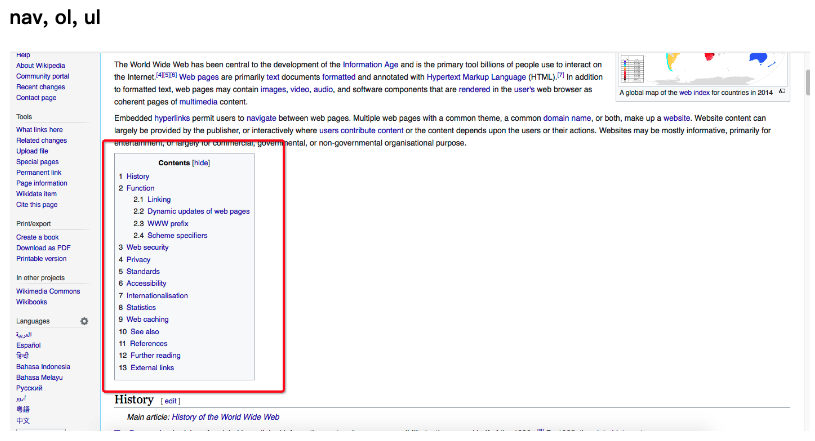 nav, ol, ul
Help
About Wikipedia
Community portal
Recent changes
Contact page
Tools
What links here
Related changes
Upload file
Special pages
Permanent link
Page information
Wikidata item
Cite this page
Print/export
Create a book
Download as PDF
Printable version
In other projects
Wikimedia Commons
Wikibooks
Languages
العربية
Español
हिन्दी
Bahasa Indonesia
Bahasa Melayu
Русский
اردو
粵語
中文
The World Wide Web has been central to the development of the Information Age and is the primary tool billions of people use to interact on
the Internet.[4][5][6] Web pages are primarily text documents formatted and annotated with Hypertext Markup Language (HTML).[7] In addition
to formatted text, web pages may contain images, video, audio, and software components that are rendered in the user's web browser as
coherent pages of multimedia content.
Embedded hyperlinks permit users to navigate between web pages. Multiple web pages with a common theme, a common domain name, or both, make up a website. Website content can
largely be provided by the publisher, or interactively where users contribute content or the content depends upon the users or their actions. Websites may be mostly informative, primarily for
entertainment, or largely for commercial, governmental, or non-governmental organisational purpose.
A global map of the web index for countries in 2014
Contents [hide]
1 History
2 Function
2.1 Linking
2.2 Dynamic updates of web pages
2.3 WWW prefix
2.4 Scheme specifiers
3 Web security
4 Privacy
5 Standards
6 Accessibility
7 Internationalisation
8 Statistics
9 Web caching
10 See also
11 References
12 Further reading
13 External links
History [ edit ]
Main article: History of the World Wide Web